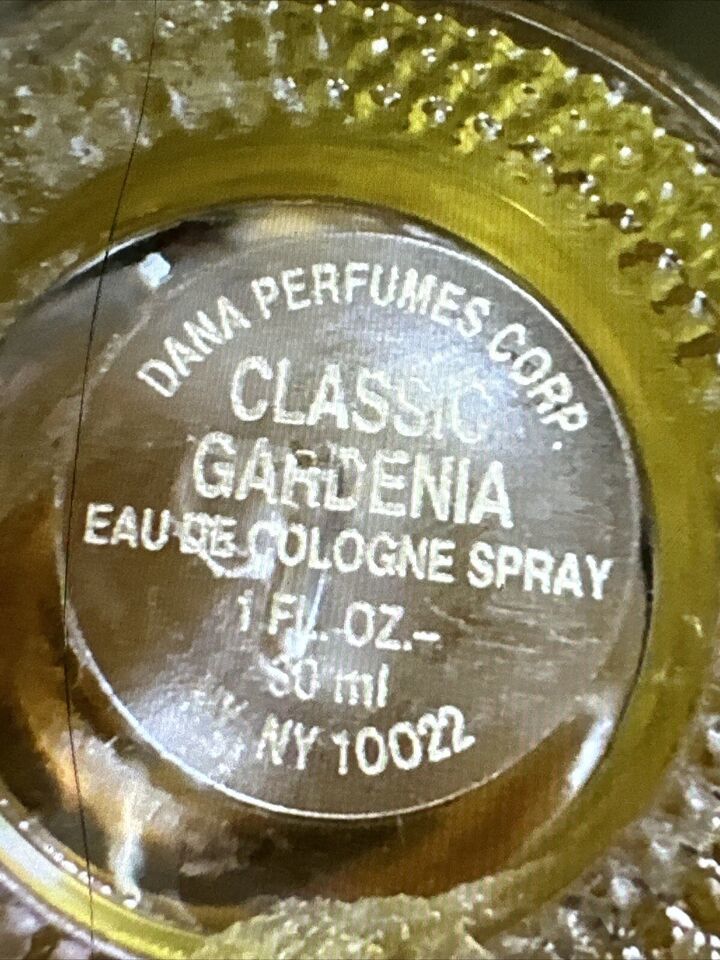 DANA PERFUMES CORP.
CLASSIC
GARDENIA
EAU DE COLOGNE SPRAY
1 FL. OZ.–
30 ml
NY 10022